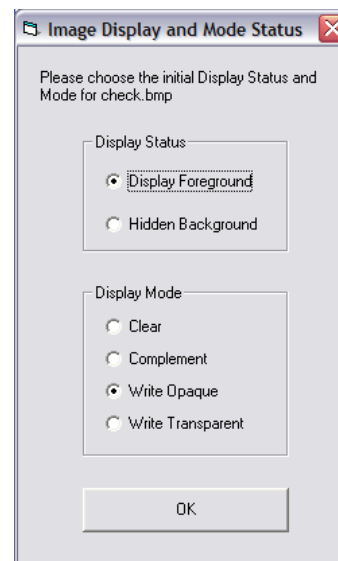 Image Display and Mode Status
Please choose the initial Display Status and
Mode for check.bmp
Display Status
Display Foreground
Hidden Background
Display Mode
Clear
Complement
Write Opaque
Write Transparent
OK